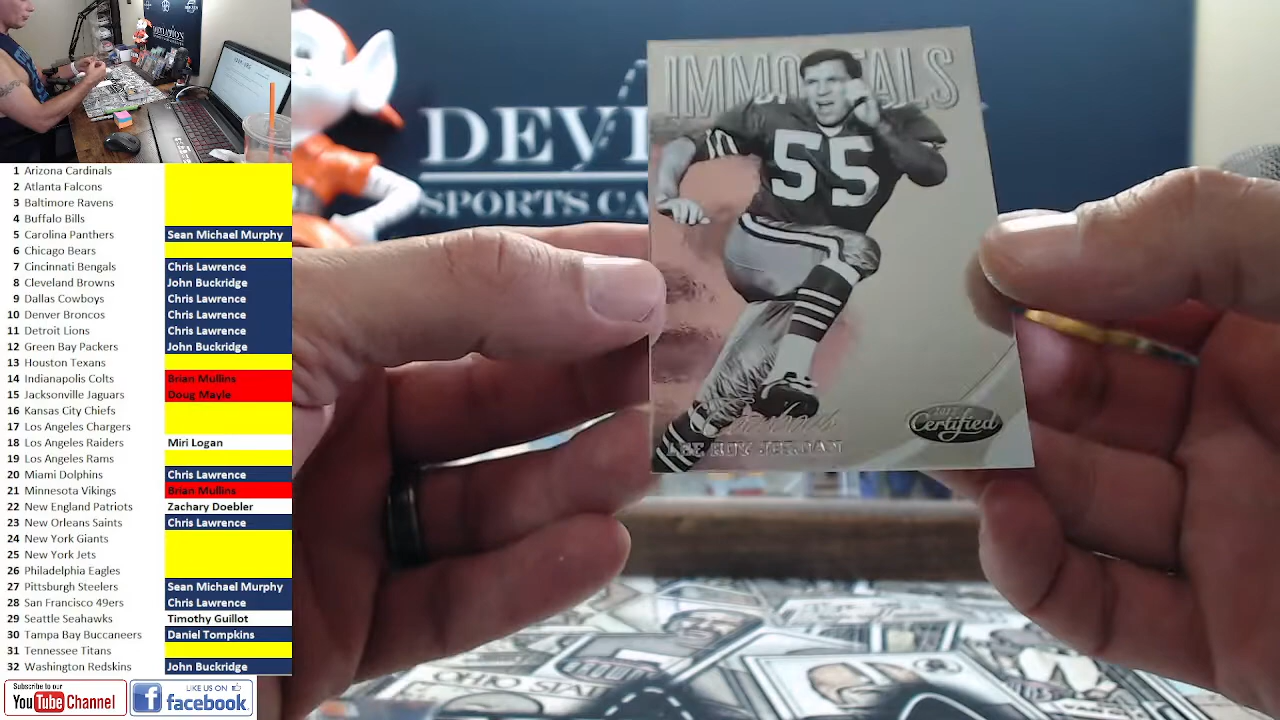 1 Arizona Cardinals
2 Atlanta Falcons
3 Baltimore Ravens
4 Buffalo Bills
5 Carolina Panthers Sean Michael Murphy
6 Chicago Bears
7 Cincinnati Bengals Chris Lawrence
8 Cleveland Browns John Buckridge
9 Dallas Cowboys Chris Lawrence
10 Denver Broncos Chris Lawrence
11 Detroit Lions Chris Lawrence
12 Green Bay Packers John Buckridge
13 Houston Texans
14 Indianapolis Colts Brian Mullins
15 Jacksonville Jaguars Doug Mayle
16 Kansas City Chiefs
17 Los Angeles Chargers
18 Los Angeles Raiders Miri Logan
19 Los Angeles Rams
20 Miami Dolphins Chris Lawrence
21 Minnesota Vikings Brian Mullins
22 New England Patriots Zachary Doebler
23 New Orleans Saints Chris Lawrence
24 New York Giants
25 New York Jets
26 Philadelphia Eagles
27 Pittsburgh Steelers Sean Michael Murphy
28 San Francisco 49ers Chris Lawrence
29 Seattle Seahawks Timothy Guillot
30 Tampa Bay Buccaneers Daniel Tompkins
31 Tennessee Titans
32 Washington Redskins John Buckridge
Subscribe to our
YouTube Channel
LIKE US ON
facebook.
DEVI
SPORTS CA
IMMORTALS
55
Cowboys
LEE ROY JORDAN
Certified
OHIO STA